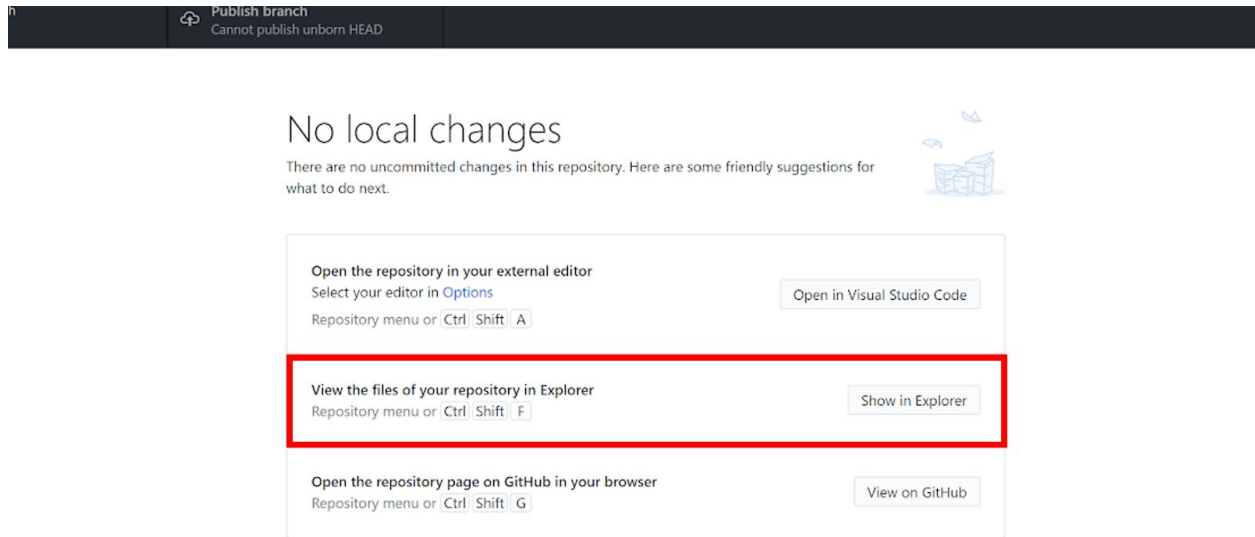 Publish branch
Cannot publish unborn HEAD
No local changes
There are no uncommitted changes in this repository. Here are some friendly suggestions for
what to do next.
Open the repository in your external editor
Select your editor in Options
Repository menu or Ctrl Shift A
Open in Visual Studio Code
View the files of your repository in Explorer
Repository menu or Ctrl Shift F
Show in Explorer
Open the repository page on GitHub in your browser
Repository menu or Ctrl Shift G
View on GitHub